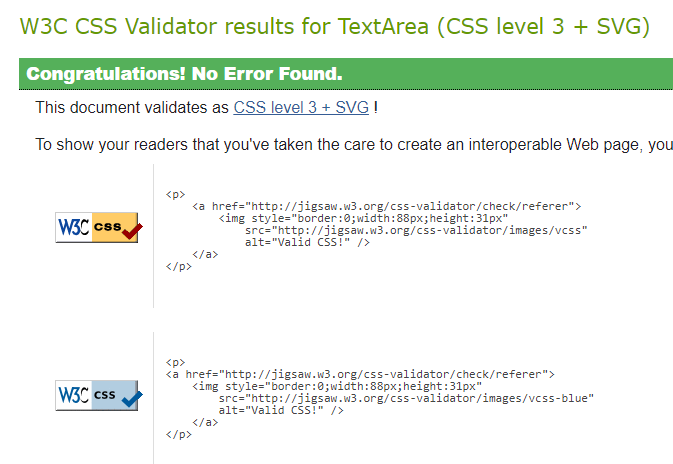 W3C CSS Validator results for TextArea (CSS level 3 + SVG)
Congratulations! No Error Found.
This document validates as CSS level 3 + SVG !
To show your readers that you've taken the care to create an interoperable Web page, you
W3C css
<p>
<a href="http://jigsaw.w3.org/css-validator/check/referer">
<img style="border:0;width:88px;height:31px"
src="http://jigsaw.w3.org/css-validator/images/vcss"
alt="Valid CSS!" />
</a>
</p>
W3C css
<p>
<a href="http://jigsaw.w3.org/css-validator/check/referer">
<img style="border:0;width:88px;height:31px"
src="http://jigsaw.w3.org/css-validator/images/vcss-blue"
alt="Valid CSS!" />
</a>
</p>